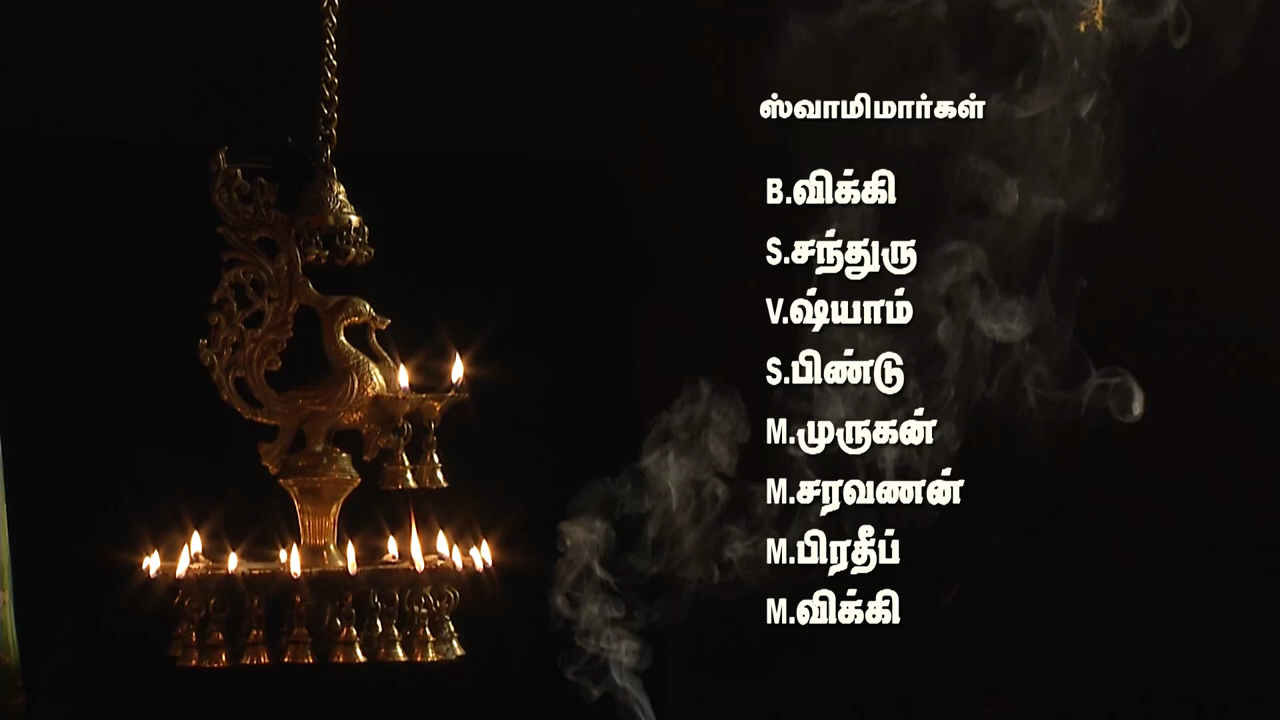 ஸ்வாமிமார்கள்
B.விக்கி
S.சந்துரு
V.ஷ்யாம்
S.பிண்டு
M.முருகன்
M.சரவணன்
M.பிரதீப்
M.விக்கி